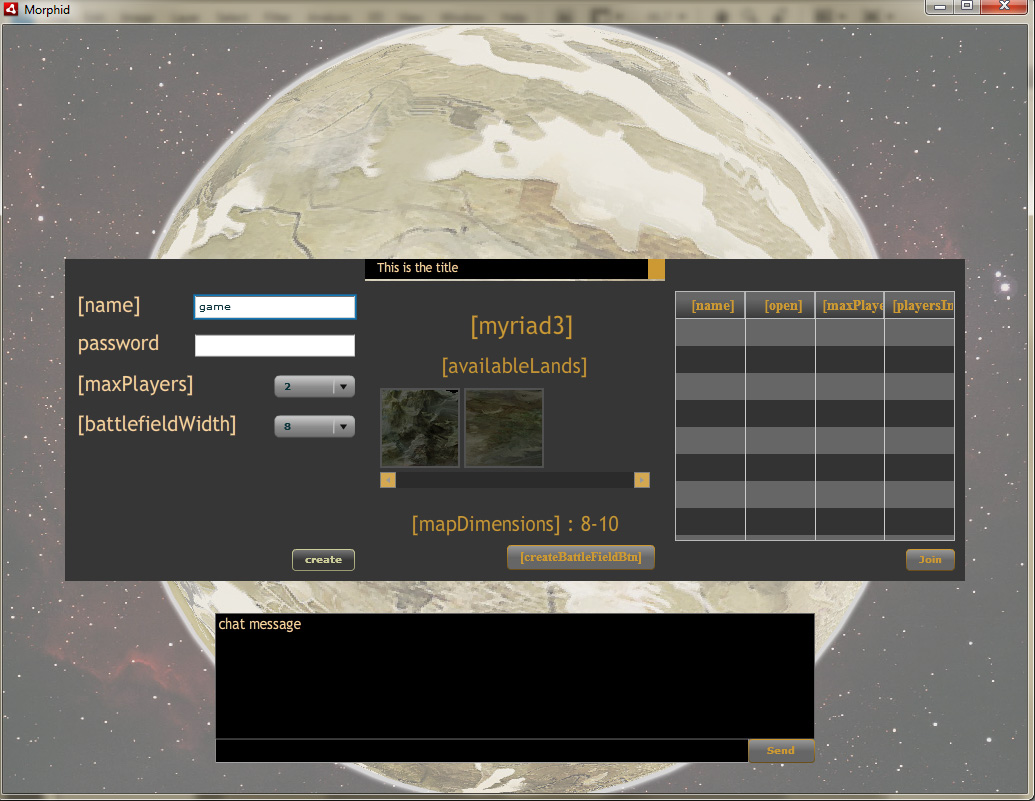 Morphid
This is the title
[name]
game
password
[maxPlayers]
2
[battlefieldWidth]
8
create
[myriad3]
[availableLands]
[mapDimensions] : 8-10
[createBattleFieldBtn]
[name] [open] [maxPlaye [playersIn
Join
chat message
Send